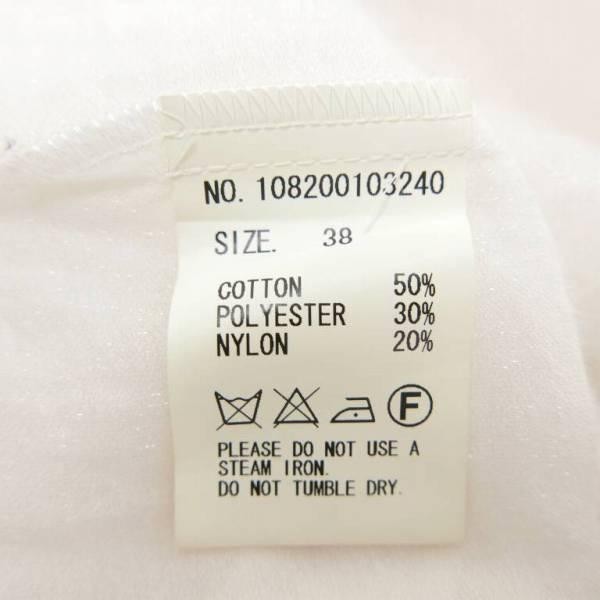 NO. 108200103240
SIZE. 38
COTTON 50%
POLYESTER 30%
NYLON 20%
F
PLEASE DO NOT USE A
STEAM IRON.
DO NOT TUMBLE DRY.